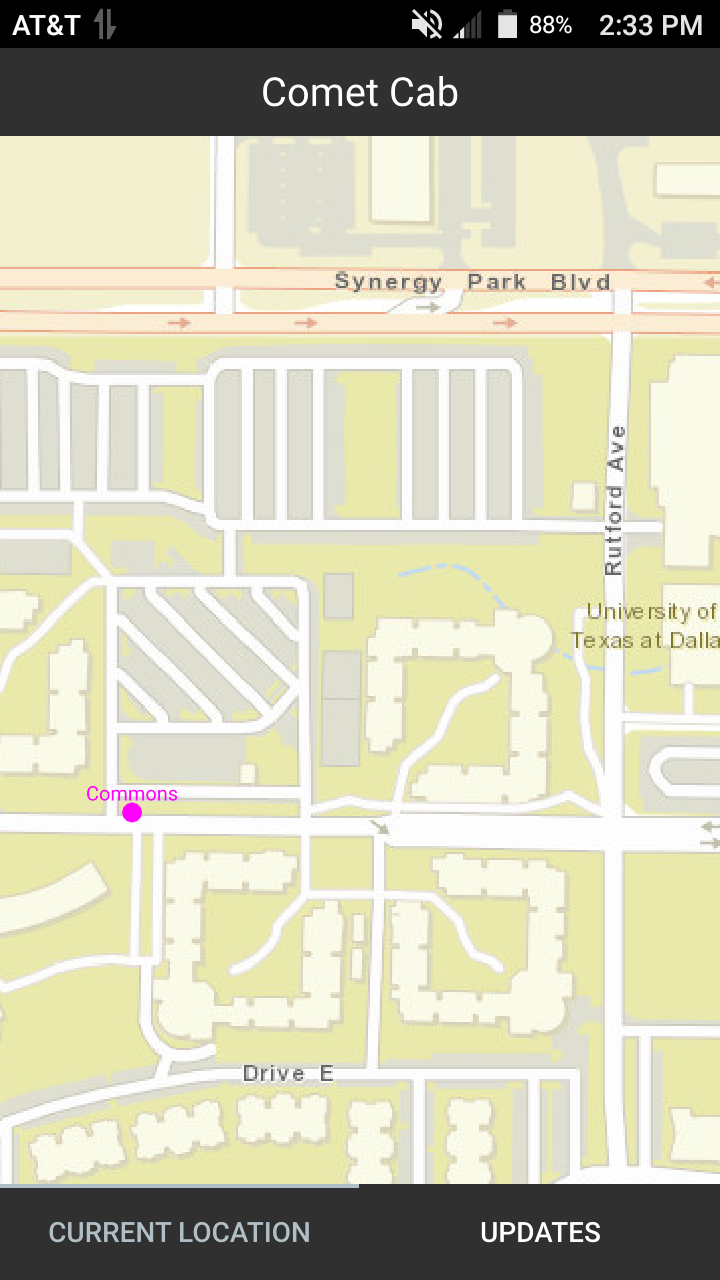 AT&T 88% 2:33 PM
Comet Cab
Synergy Park Blvd
Rutford Ave
University of
Texas at Dalla
Commons
Drive E
CURRENT LOCATION UPDATES